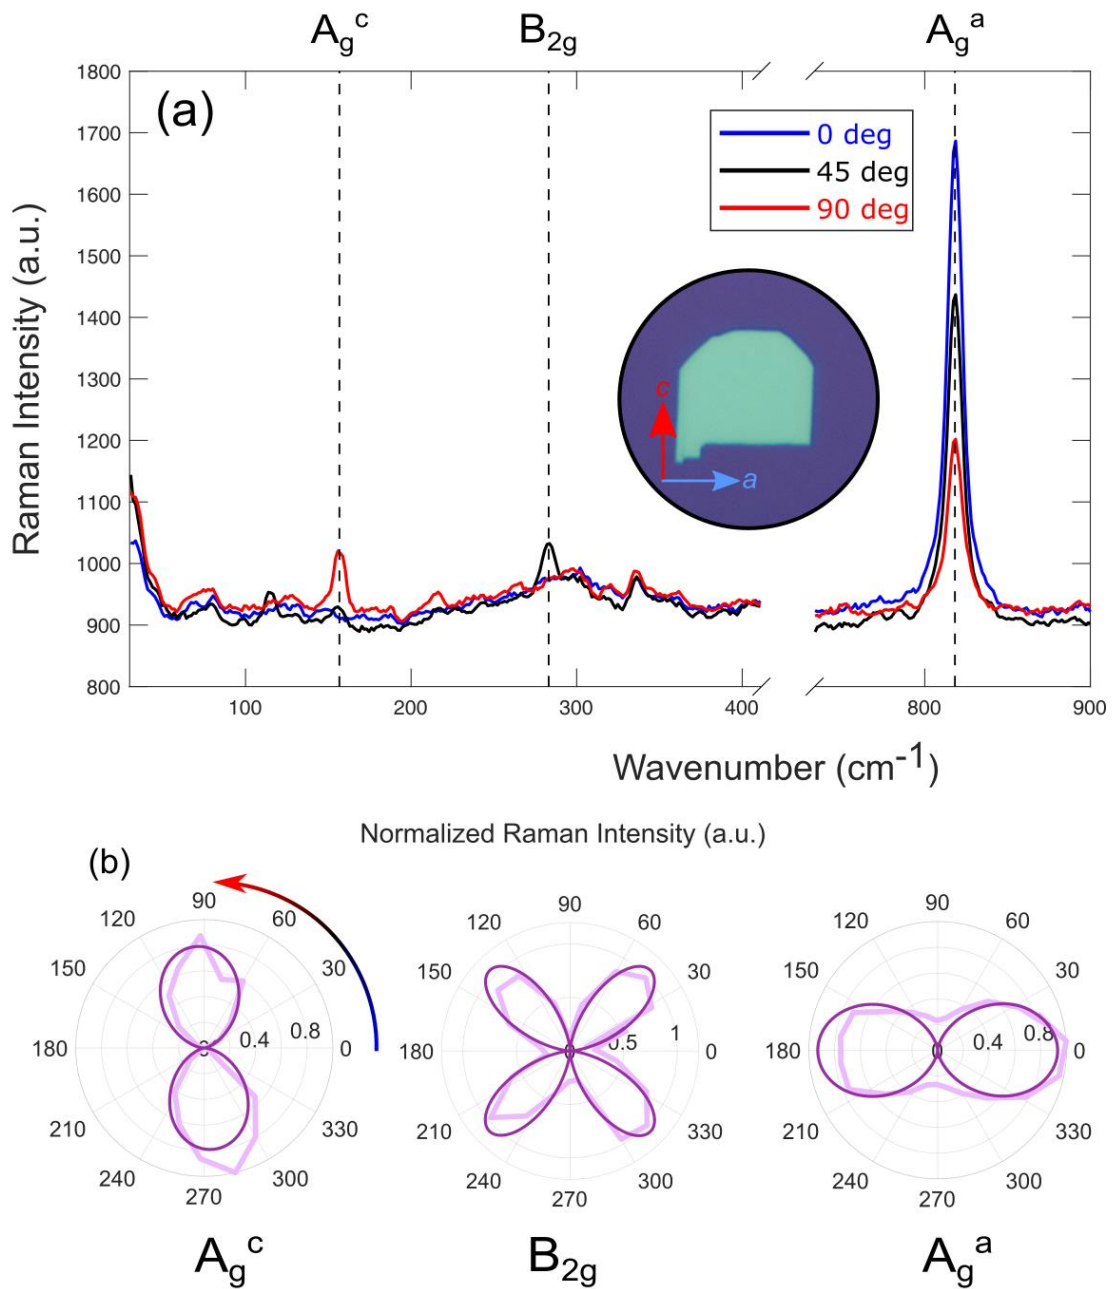 A_g^c B_2g A_g^a
(a)
1800
1700
1600
1500
1400
1300
1200
1100
1000
900
800
Raman Intensity (a.u.)
0 deg
45 deg
90 deg
c
a
100 200 300 400 800 900
Wavenumber (cm^-1)
Normalized Raman Intensity (a.u.)
(b)
90
120 60
150 30
180 0 0.4 0.8 0
210 330
240 300
270
A_g^c
90
120 60
150 30
180 0 0.5 1 0
210 330
240 300
270
B_2g
90
120 60
150 30
180 0 0.4 0.8 0
210 330
240 300
270
A_g^a